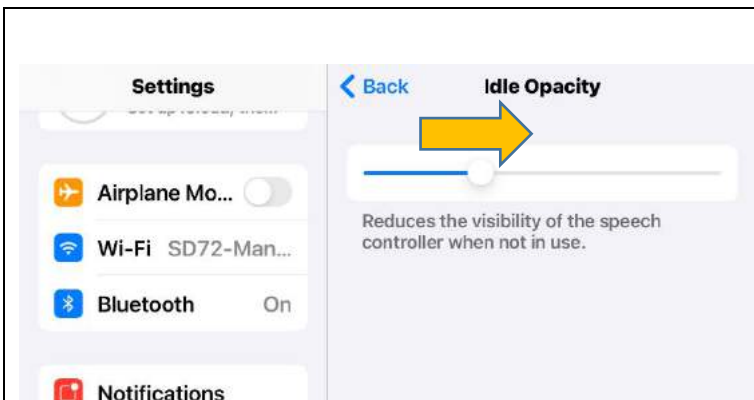 Settings
Airplane Mo...
Wi-Fi SD72-Man...
Bluetooth On
Notifications
Back Idle Opacity
Reduces the visibility of the speech
controller when not in use.